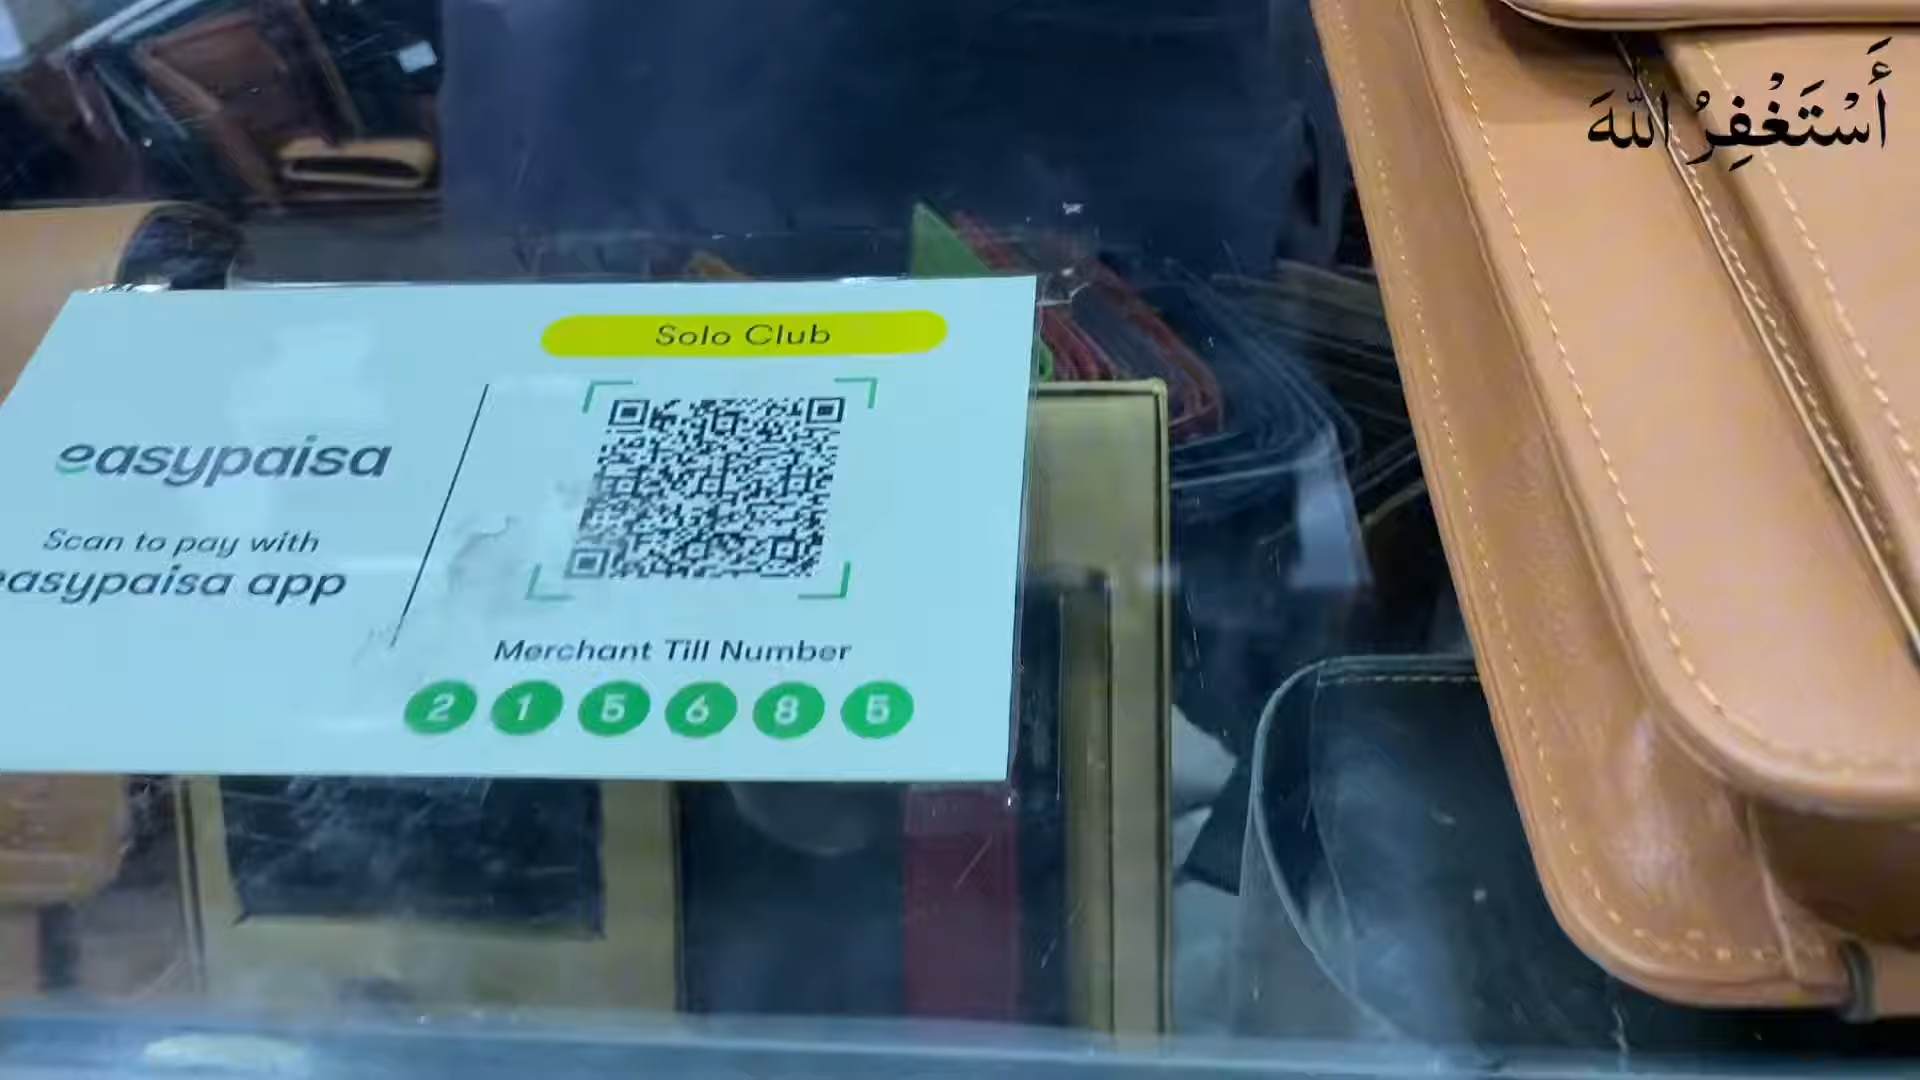 أَسْتَغْفِرُ اللّٰهَ
Solo Club
easypaisa
Scan to pay with
easypaisa app
Merchant Till Number
2 1 5 6 8 5